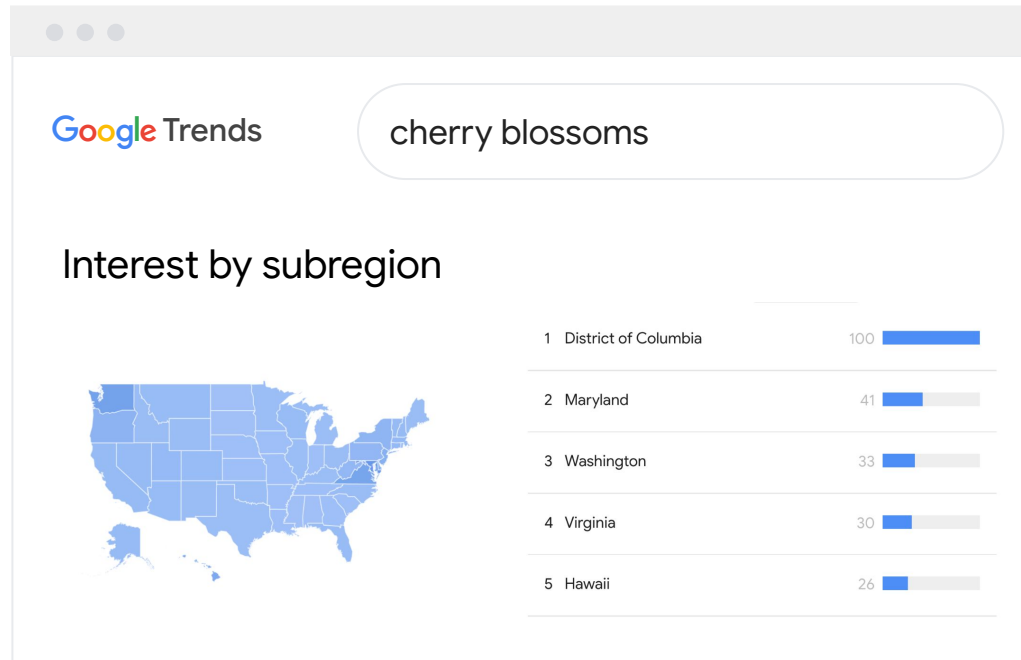 Google Trends
cherry blossoms
Interest by subregion
1 District of Columbia 100
2 Maryland 41
3 Washington 33
4 Virginia 30
5 Hawaii 26